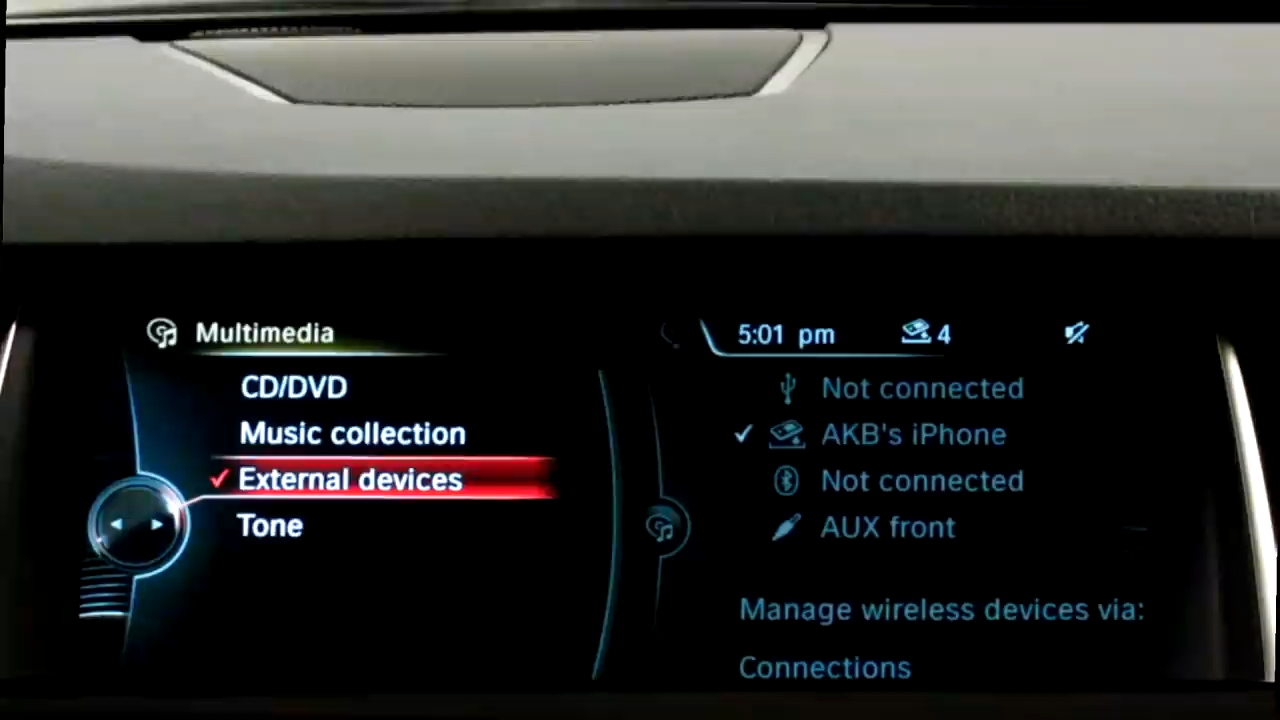 Multimedia
CD/DVD
Music collection
External devices
Tone
5:01 pm
4
Not connected
AKB's iPhone
Not connected
AUX front
Manage wireless devices via:
Connections